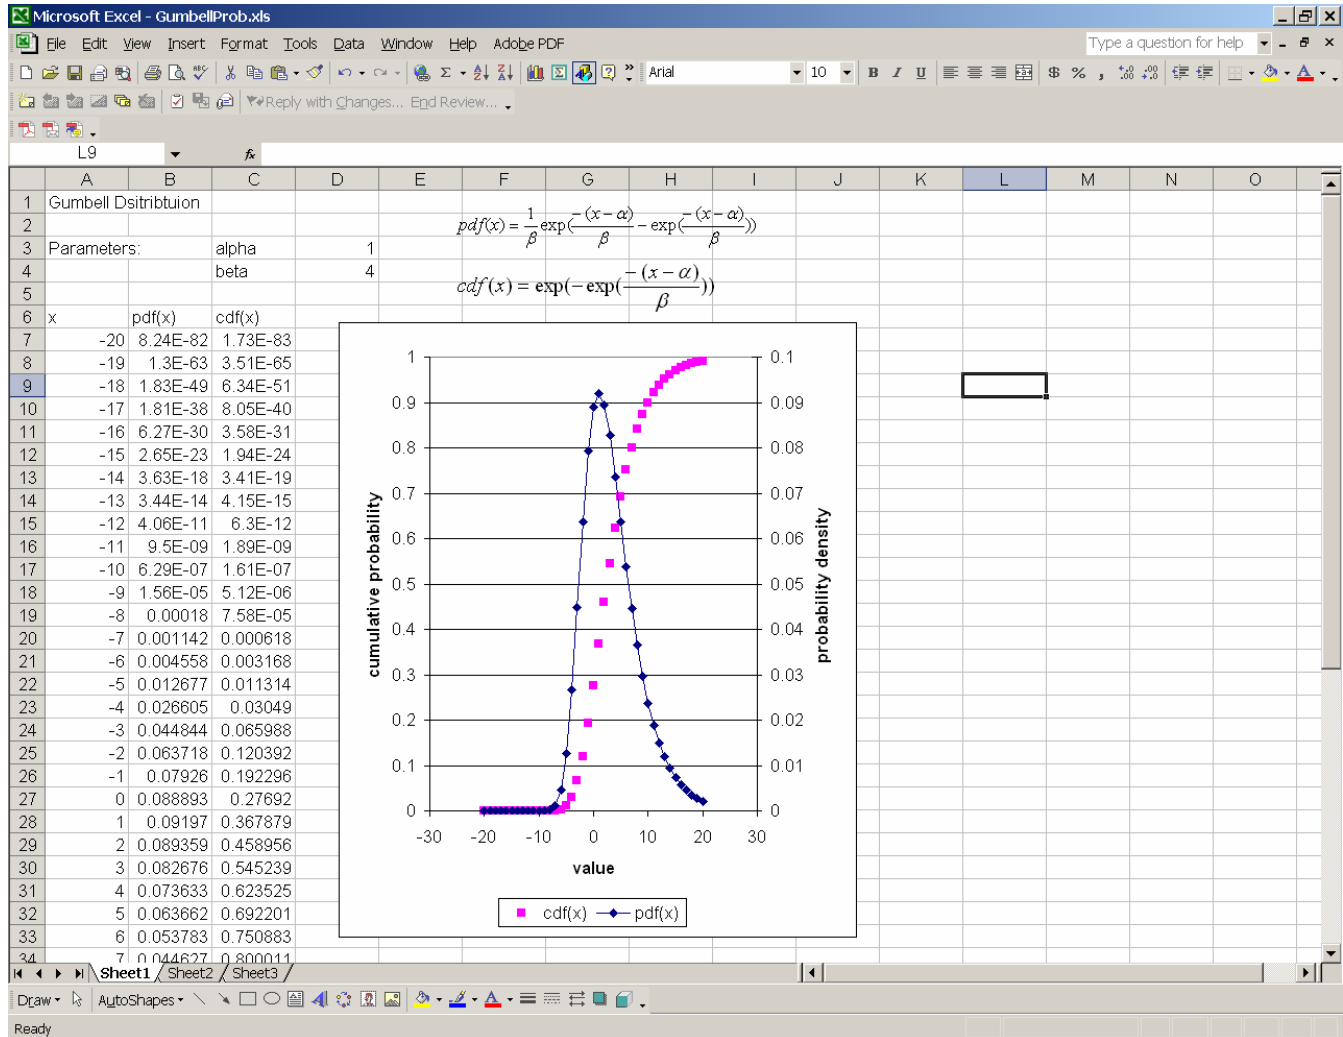 Microsoft Excel - GumbellProb.xls
File Edit View Insert Format Tools Data Window Help Adobe PDF Type a question for help
Arial 10 B I U $ % ,
Reply with Changes... End Review...
L9 fx
A B C D E F G H I J K L M N O
1 Gumbell Dsitribtuion
2 pdf(x) = 1/β exp(−(x − α)/β − exp(−(x − α)/β))
3 Parameters: alpha 1
4 beta 4
5 cdf(x) = exp(−exp(−(x − α)/β))
6 x pdf(x) cdf(x)
7 -20 8.24E-82 1.73E-83
8 -19 1.3E-63 3.51E-65
9 -18 1.83E-49 6.34E-51
10 -17 1.81E-38 8.05E-40
11 -16 6.27E-30 3.58E-31
12 -15 2.65E-23 1.94E-24
13 -14 3.63E-18 3.41E-19
14 -13 3.44E-14 4.15E-15
15 -12 4.06E-11 6.3E-12
16 -11 9.5E-09 1.89E-09
17 -10 6.29E-07 1.61E-07
18 -9 1.56E-05 5.12E-06
19 -8 0.00018 7.58E-05
20 -7 0.001142 0.000618
21 -6 0.004558 0.003168
22 -5 0.012677 0.011314
23 -4 0.026605 0.03049
24 -3 0.044844 0.065988
25 -2 0.063718 0.120392
26 -1 0.07926 0.192296
27 0 0.088893 0.27692
28 1 0.09197 0.367879
29 2 0.089359 0.458956
30 3 0.082676 0.545239
31 4 0.073633 0.623525
32 5 0.063662 0.692201
33 6 0.053783 0.750883
34 7 0.044627 0.800011
cumulative probability
1 0.1
0.9 0.09
0.8 0.08
0.7 0.07
0.6 0.06
0.5 0.05
0.4 0.04
0.3 0.03
0.2 0.02
0.1 0.01
0 0
probability density
-30 -20 -10 0 10 20 30
value
cdf(x) pdf(x)
Sheet1 Sheet2 Sheet3
Draw AutoShapes
Ready